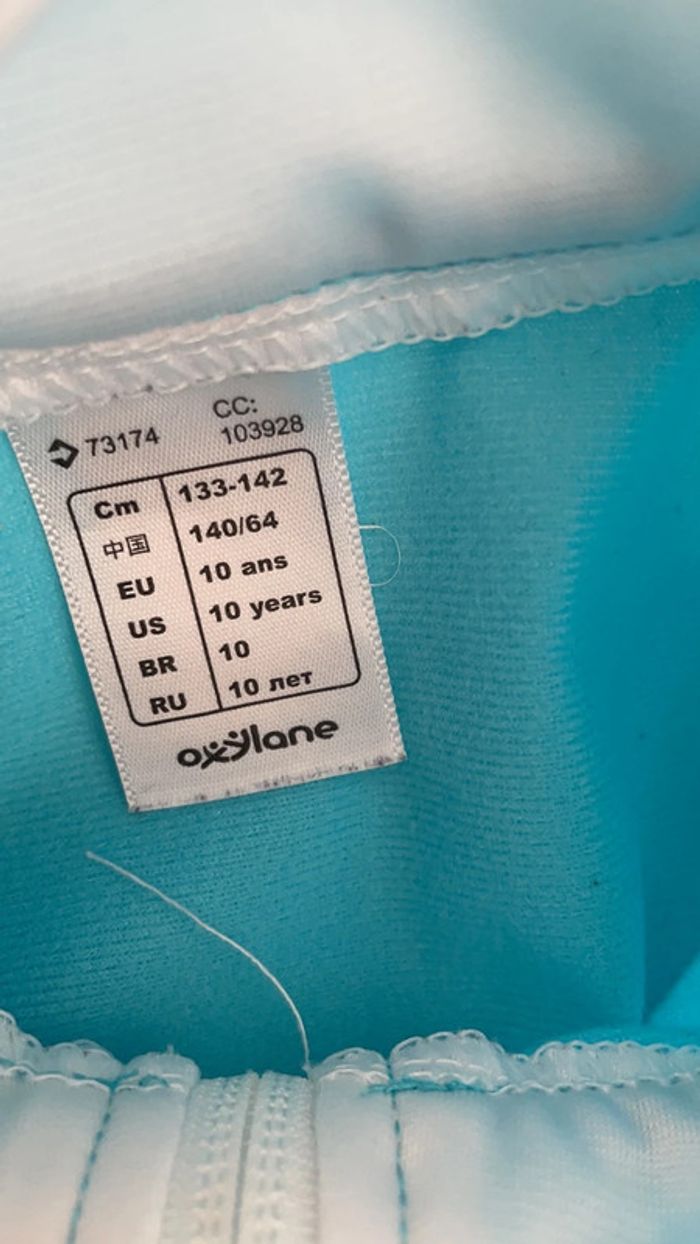 73174 CC: 103928
Cm 133-142
中国 140/64
EU 10 ans
US 10 years
BR 10
RU 10 лет
oxylane